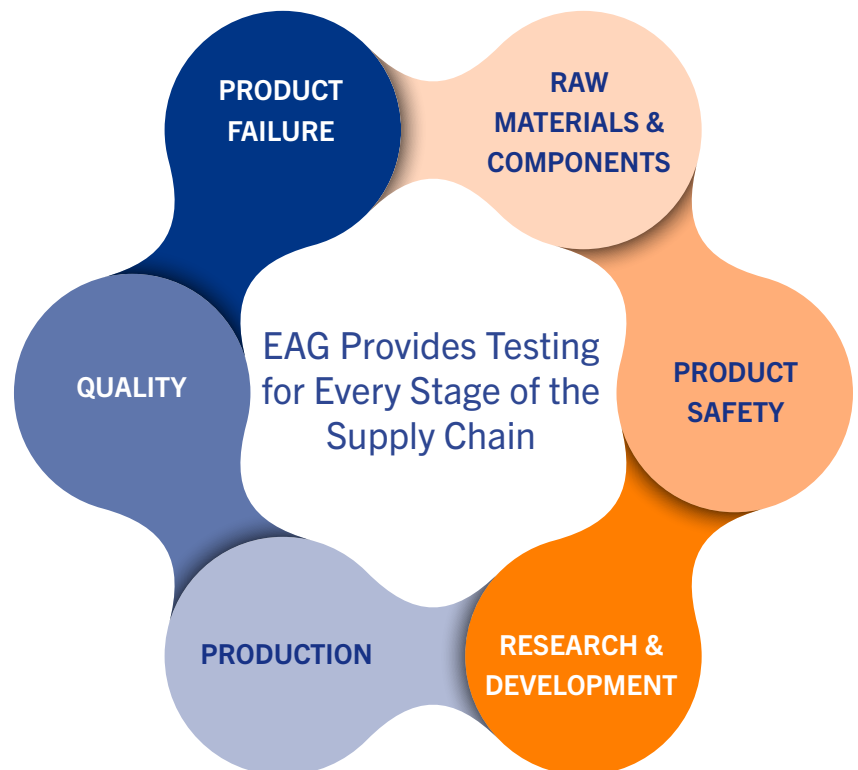 PRODUCT
FAILURE
RAW
MATERIALS &
COMPONENTS
EAG Provides Testing
for Every Stage of the
Supply Chain
QUALITY
PRODUCT
SAFETY
PRODUCTION
RESEARCH &
DEVELOPMENT